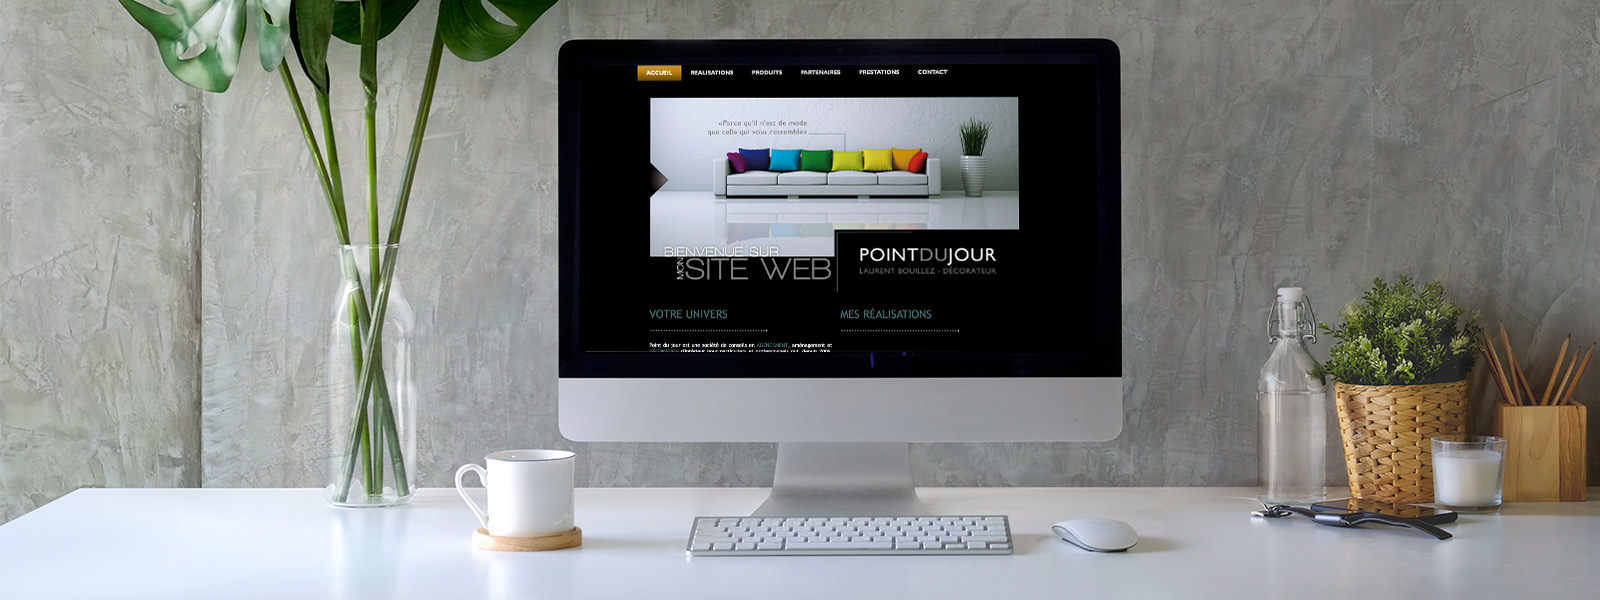 ACCUEIL REALISATIONS PRODUITS PARTENAIRES PRESTATIONS CONTACT
«Parce qu'il n'est de mode
que celle qui vous ressemble»
BIENVENUE SUR
MON SITE WEB
POINTDUJOUR
LAURENT BOUILLEZ - DÉCORATEUR
VOTRE UNIVERS
Point du jour est une société de conseils en AGENCEMENT, aménagement et
MES RÉALISATIONS